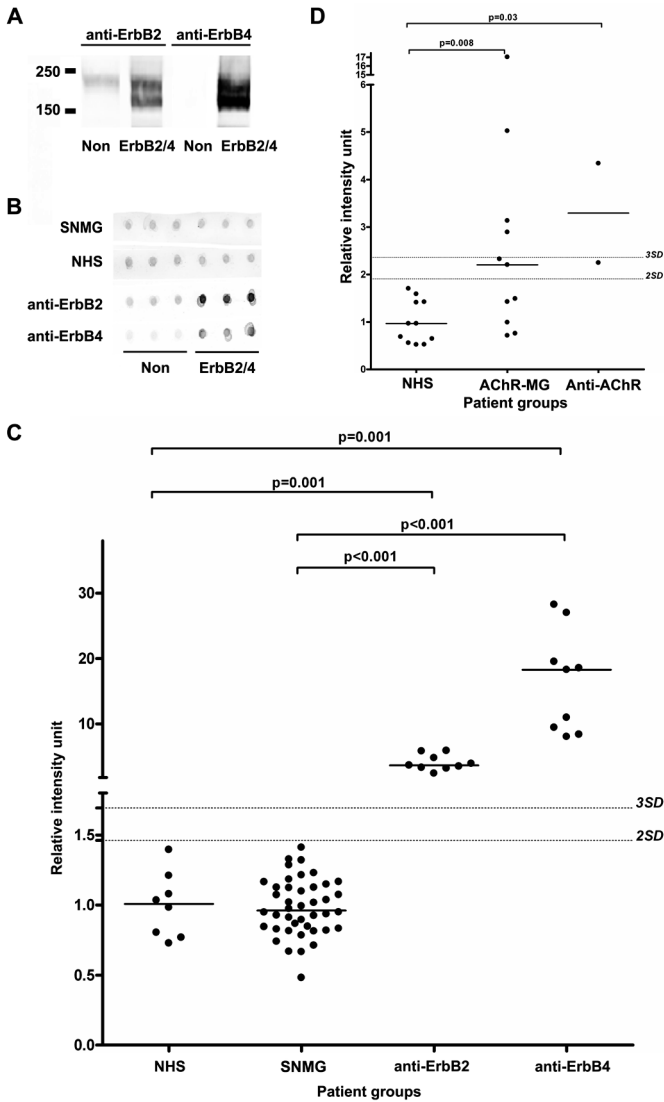 A
anti-ErbB2 anti-ErbB4
250
150
Non ErbB2/4 Non ErbB2/4
B
SNMG
NHS
anti-ErbB2
anti-ErbB4
Non ErbB2/4
D
p=0.03
p=0.008
17
16
15
6
5
4
3
2
1
0
Relative intensity unit
3SD
2SD
NHS AChR-MG Anti-AChR
Patient groups
C
p=0.001
p=0.001
p<0.001
p<0.001
30
20
10
1.5
1.0
0.5
0.0
Relative intensity unit
3SD
2SD
NHS SNMG anti-ErbB2 anti-ErbB4
Patient groups